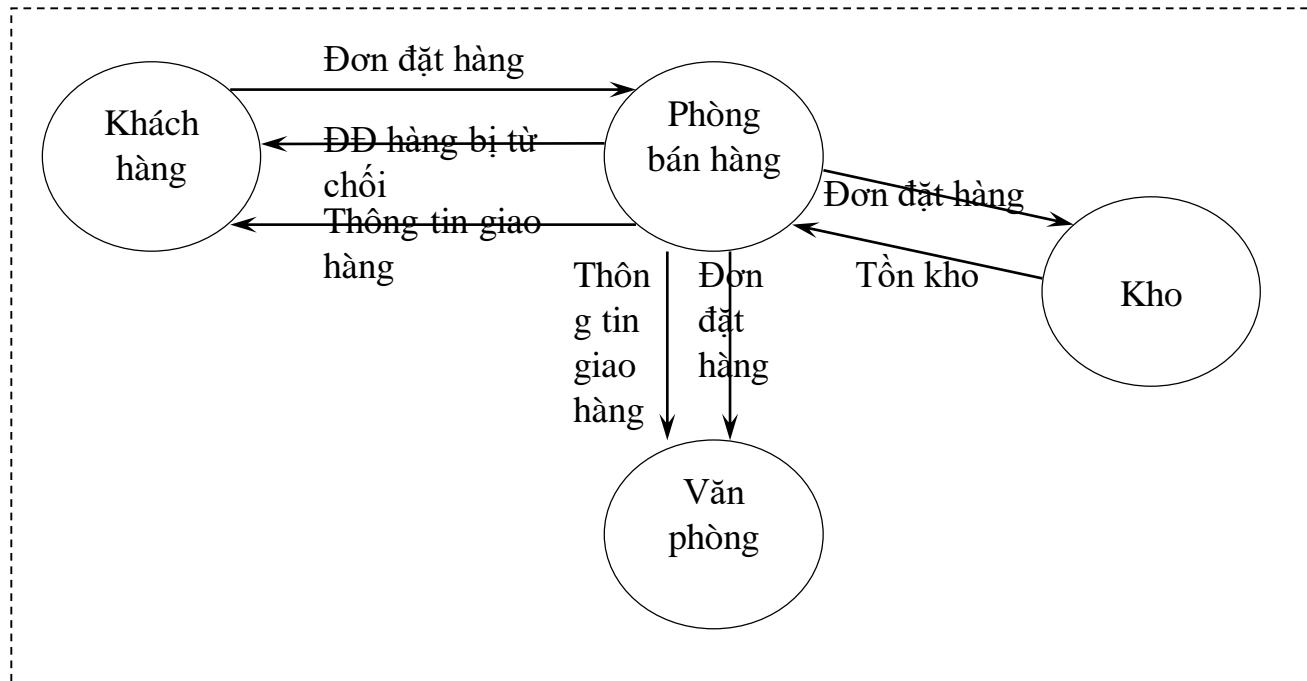 Đơn đặt hàng
Khách
hàng
Phòng
bán hàng
ĐĐ hàng bị từ
chối
Thông tin giao
hàng
Đơn đặt hàng
Tồn kho
Kho
Thôn
g tin
giao
hàng
Đơn
đặt
hàng
Văn
phòng